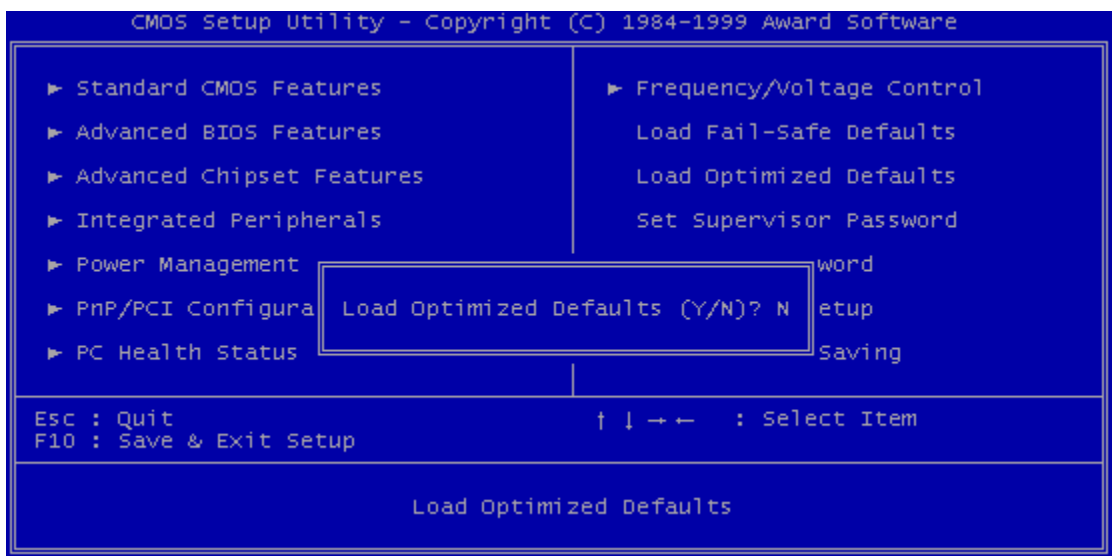 CMOS Setup Utility - Copyright (C) 1984-1999 Award Software
► Standard CMOS Features
► Advanced BIOS Features
► Advanced Chipset Features
► Integrated Peripherals
► Power Management
► PnP/PCI Configura
► PC Health Status
► Frequency/Voltage Control
Load Fail-Safe Defaults
Load Optimized Defaults
Set Supervisor Password
word
etup
Saving
Load Optimized Defaults (Y/N)? N
Esc : Quit
F10 : Save & Exit Setup
↑ ↓ → ← : Select Item
Load Optimized Defaults